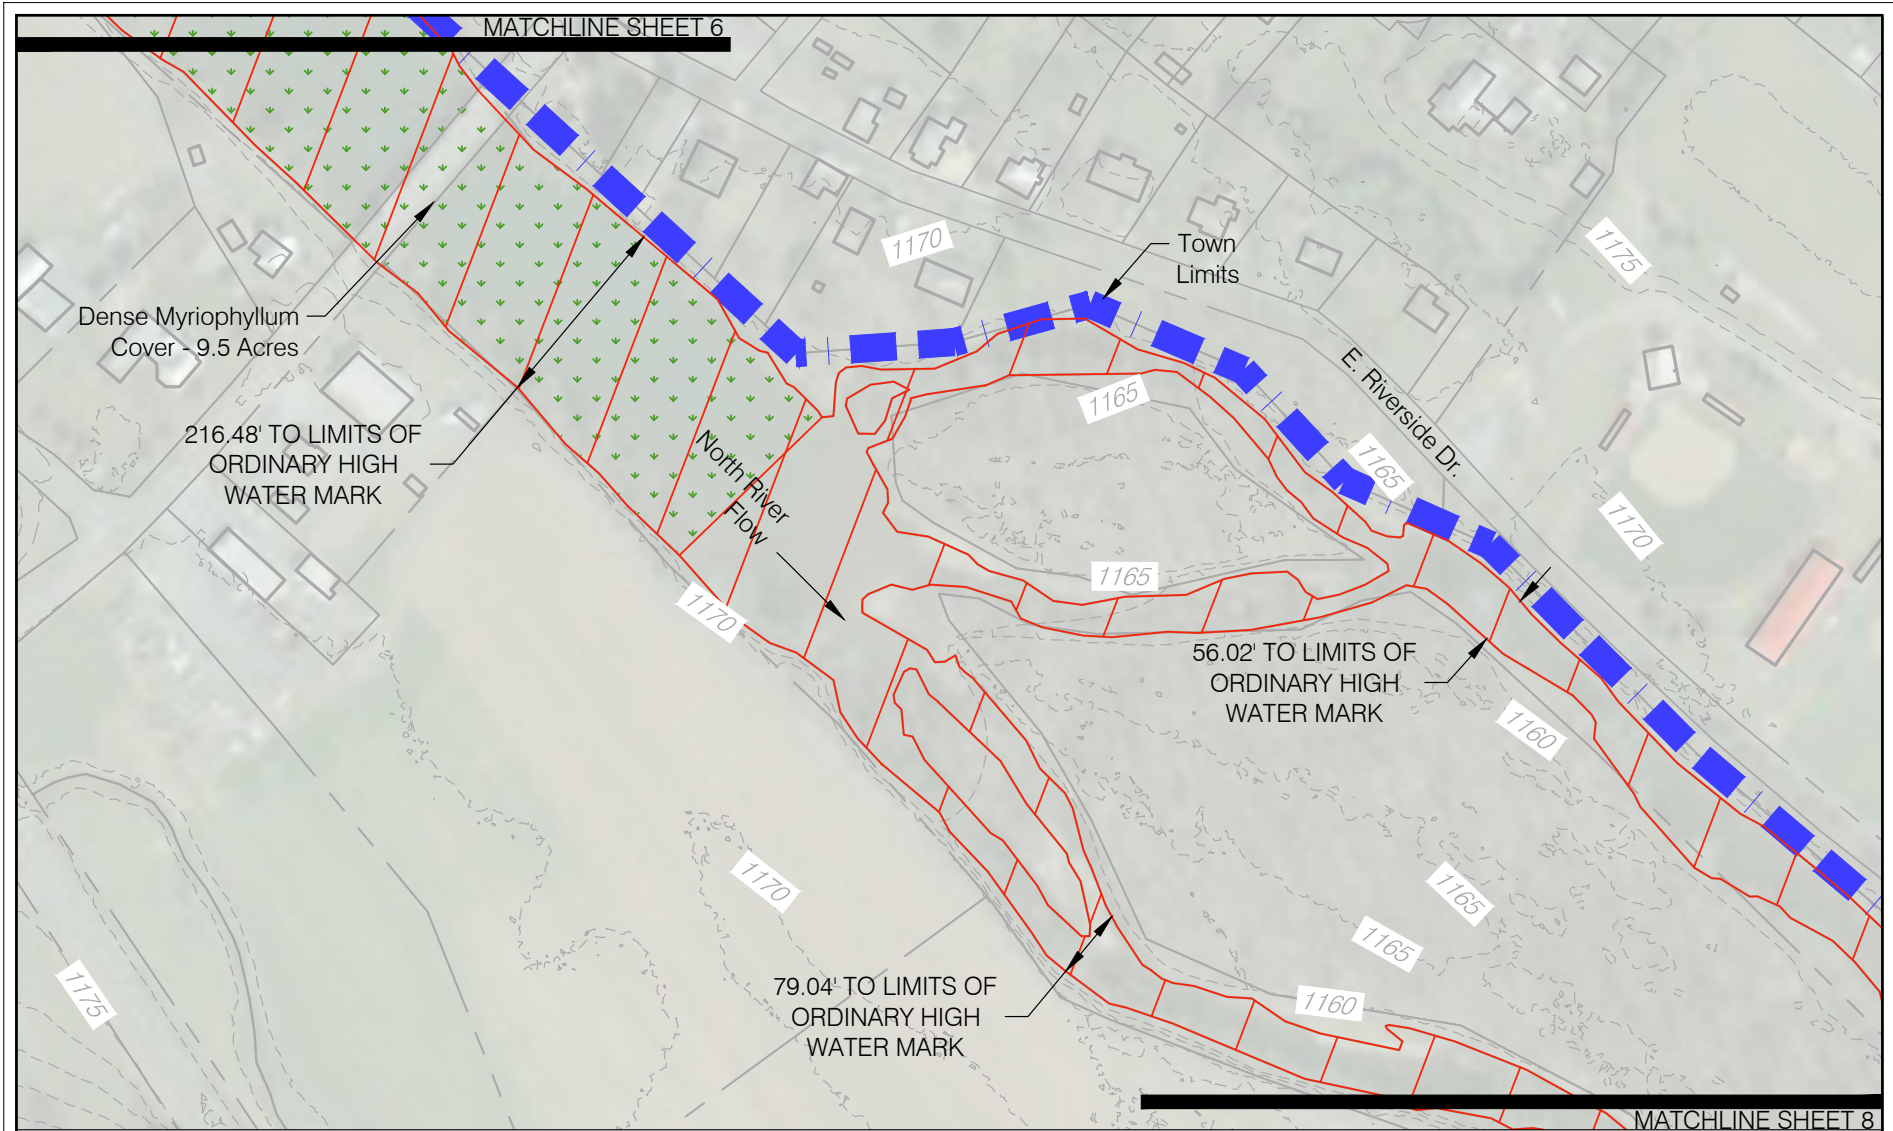 MATCHLINE SHEET 6
1170
Town
Limits
1175
Dense Myriophyllum
Cover - 9.5 Acres
E. Riverside Dr.
1165
1165
216.48' TO LIMITS OF
ORDINARY HIGH
WATER MARK
North River
Flow
1170
1165
1170
56.02' TO LIMITS OF
ORDINARY HIGH
WATER MARK
1160
1170
1165
1165
1175
79.04' TO LIMITS OF
ORDINARY HIGH
WATER MARK
1160
MATCHLINE SHEET 8